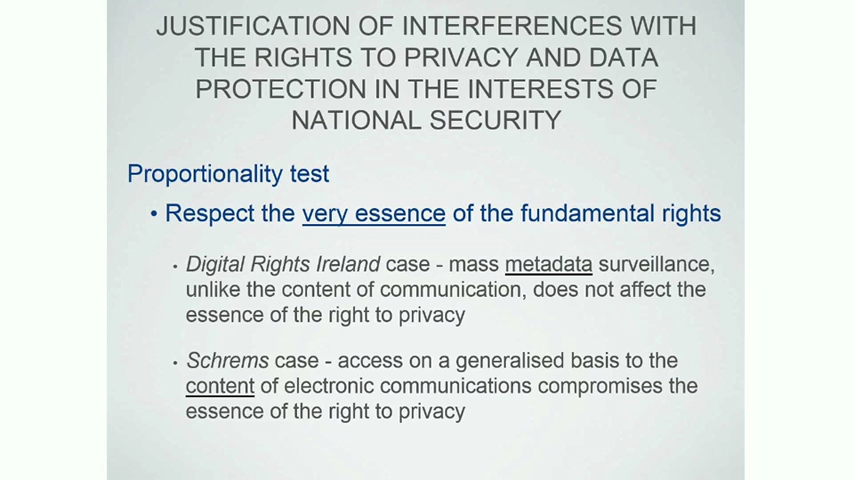 JUSTIFICATION OF INTERFERENCES WITH
THE RIGHTS TO PRIVACY AND DATA
PROTECTION IN THE INTERESTS OF
NATIONAL SECURITY
Proportionality test
• Respect the very essence of the fundamental rights
• Digital Rights Ireland case - mass metadata surveillance,
unlike the content of communication, does not affect the
essence of the right to privacy
• Schrems case - access on a generalised basis to the
content of electronic communications compromises the
essence of the right to privacy